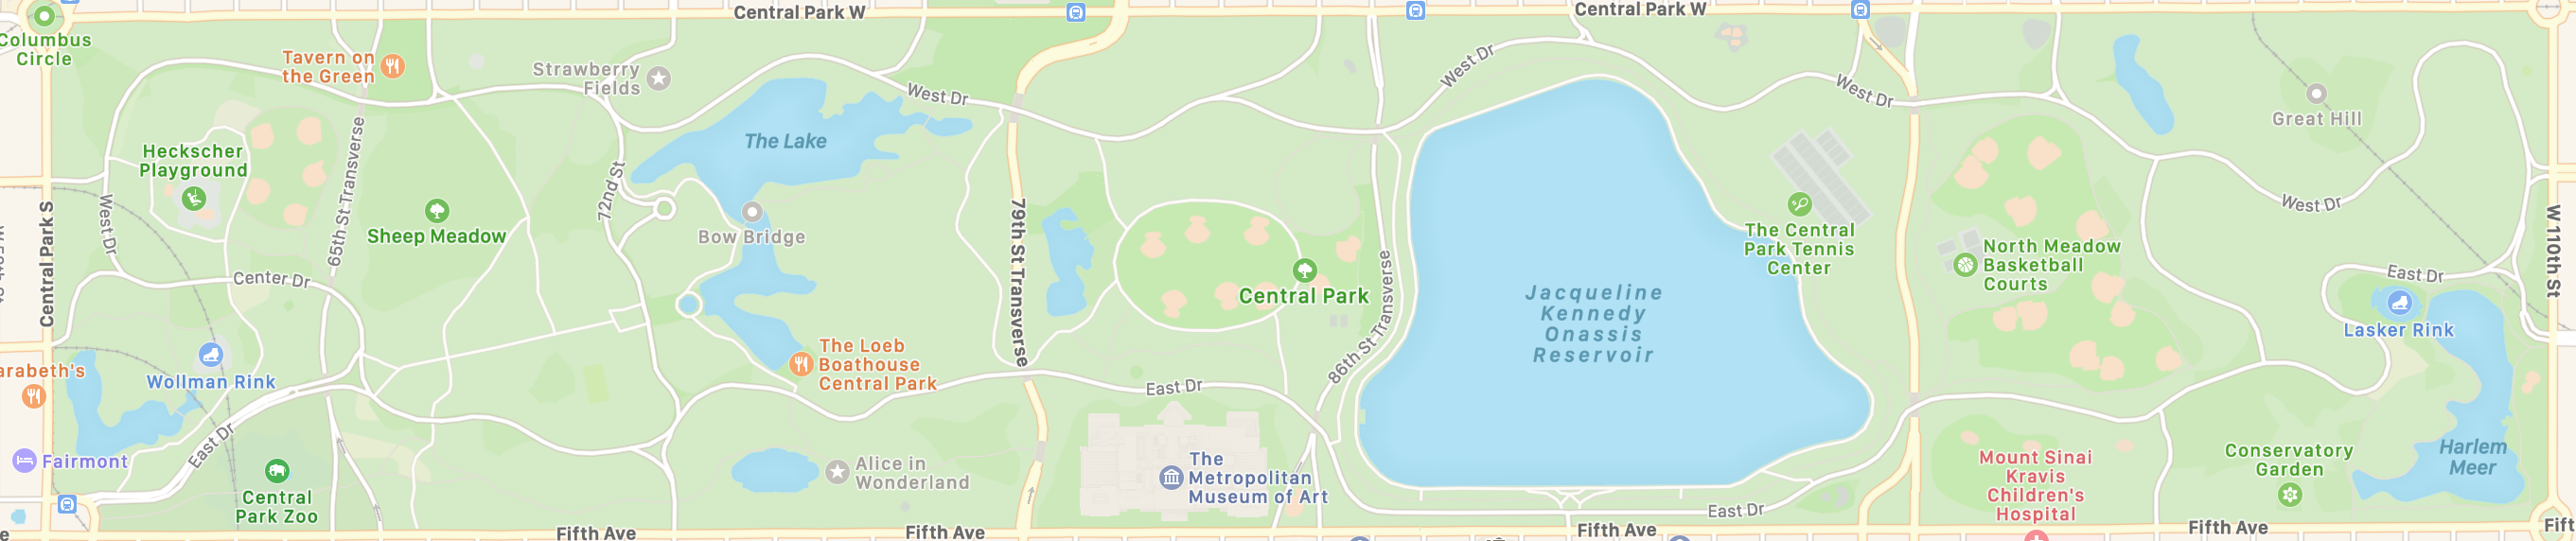 Central Park W
Central Park W
Columbus
Circle
Tavern on
the Green
Strawberry
Fields
West Dr
West Dr
West Dr
Great Hill
The Lake
Heckscher
Playground
65th St Transverse
72nd St
Sheep Meadow
Bow Bridge
79th St Transverse
West Dr
Central Park S
Center Dr
Central Park
86th St Transverse
Jacqueline
Kennedy
Onassis
Reservoir
The Central
Park Tennis
Center
North Meadow
Basketball
Courts
West Dr
East Dr
W 110th St
Lasker Rink
Wollman Rink
arabeth's
The Loeb
Boathouse
Central Park
East Dr
East Dr
Fairmont
Central
Park Zoo
Alice in
Wonderland
The
Metropolitan
Museum of Art
East Dr
Mount Sinai
Kravis
Children's
Hospital
Conservatory
Garden
Harlem
Meer
Fifth Ave
Fifth Ave
Fifth Ave
Fifth Ave
Fift